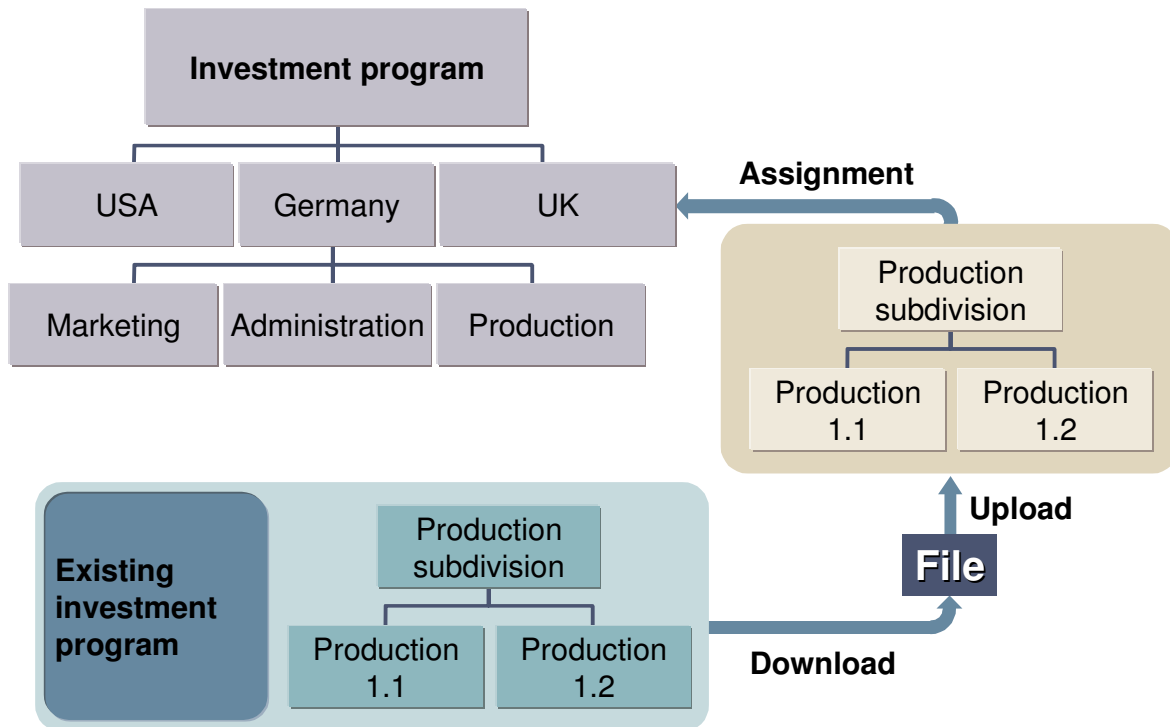 Investment program
USA
Germany
UK
Assignment
Marketing
Administration
Production
Production
subdivision
Production
1.1
Production
1.2
Upload
File
Existing
investment
program
Production
subdivision
Production
1.1
Production
1.2
Download